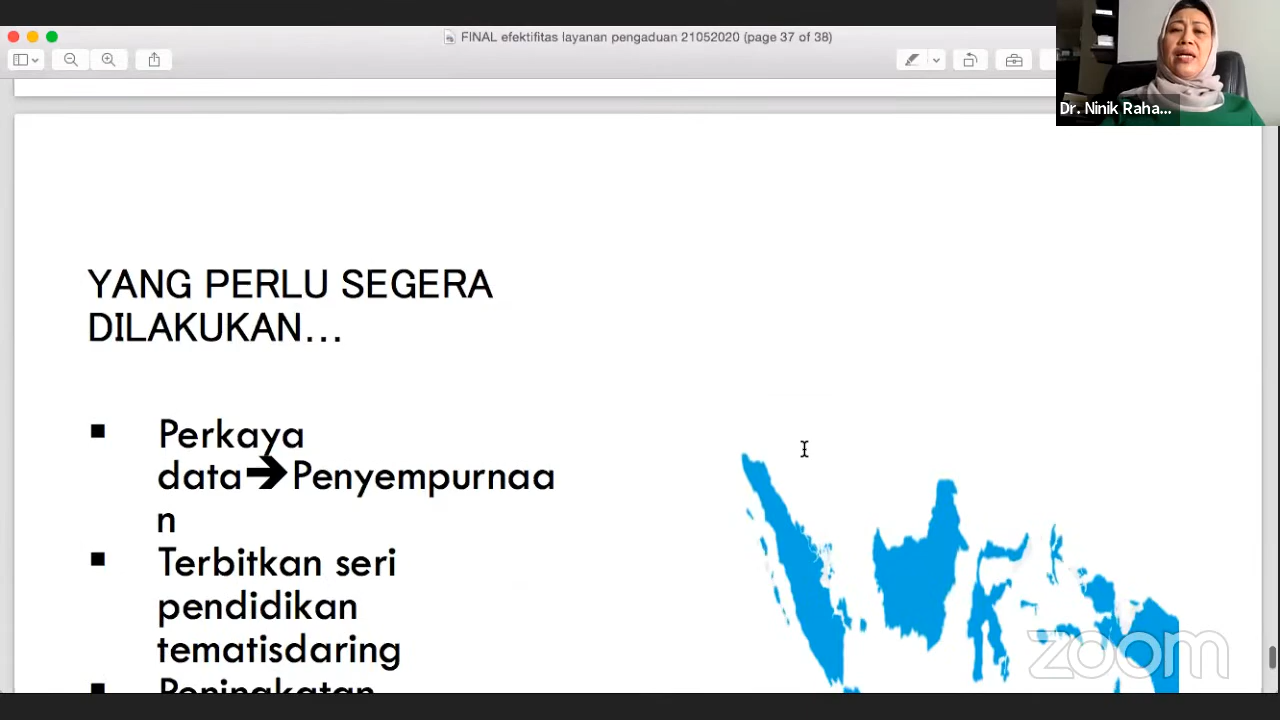 FINAL efektifitas layanan pengaduan 21052020 (page 37 of 38)
Dr. Ninik Raha...
YANG PERLU SEGERA
DILAKUKAN...
▪ Perkaya
data➔Penyempurnaa
n
▪ Terbitkan seri
pendidikan
tematisdaring
▪ Peningkatan
zoom